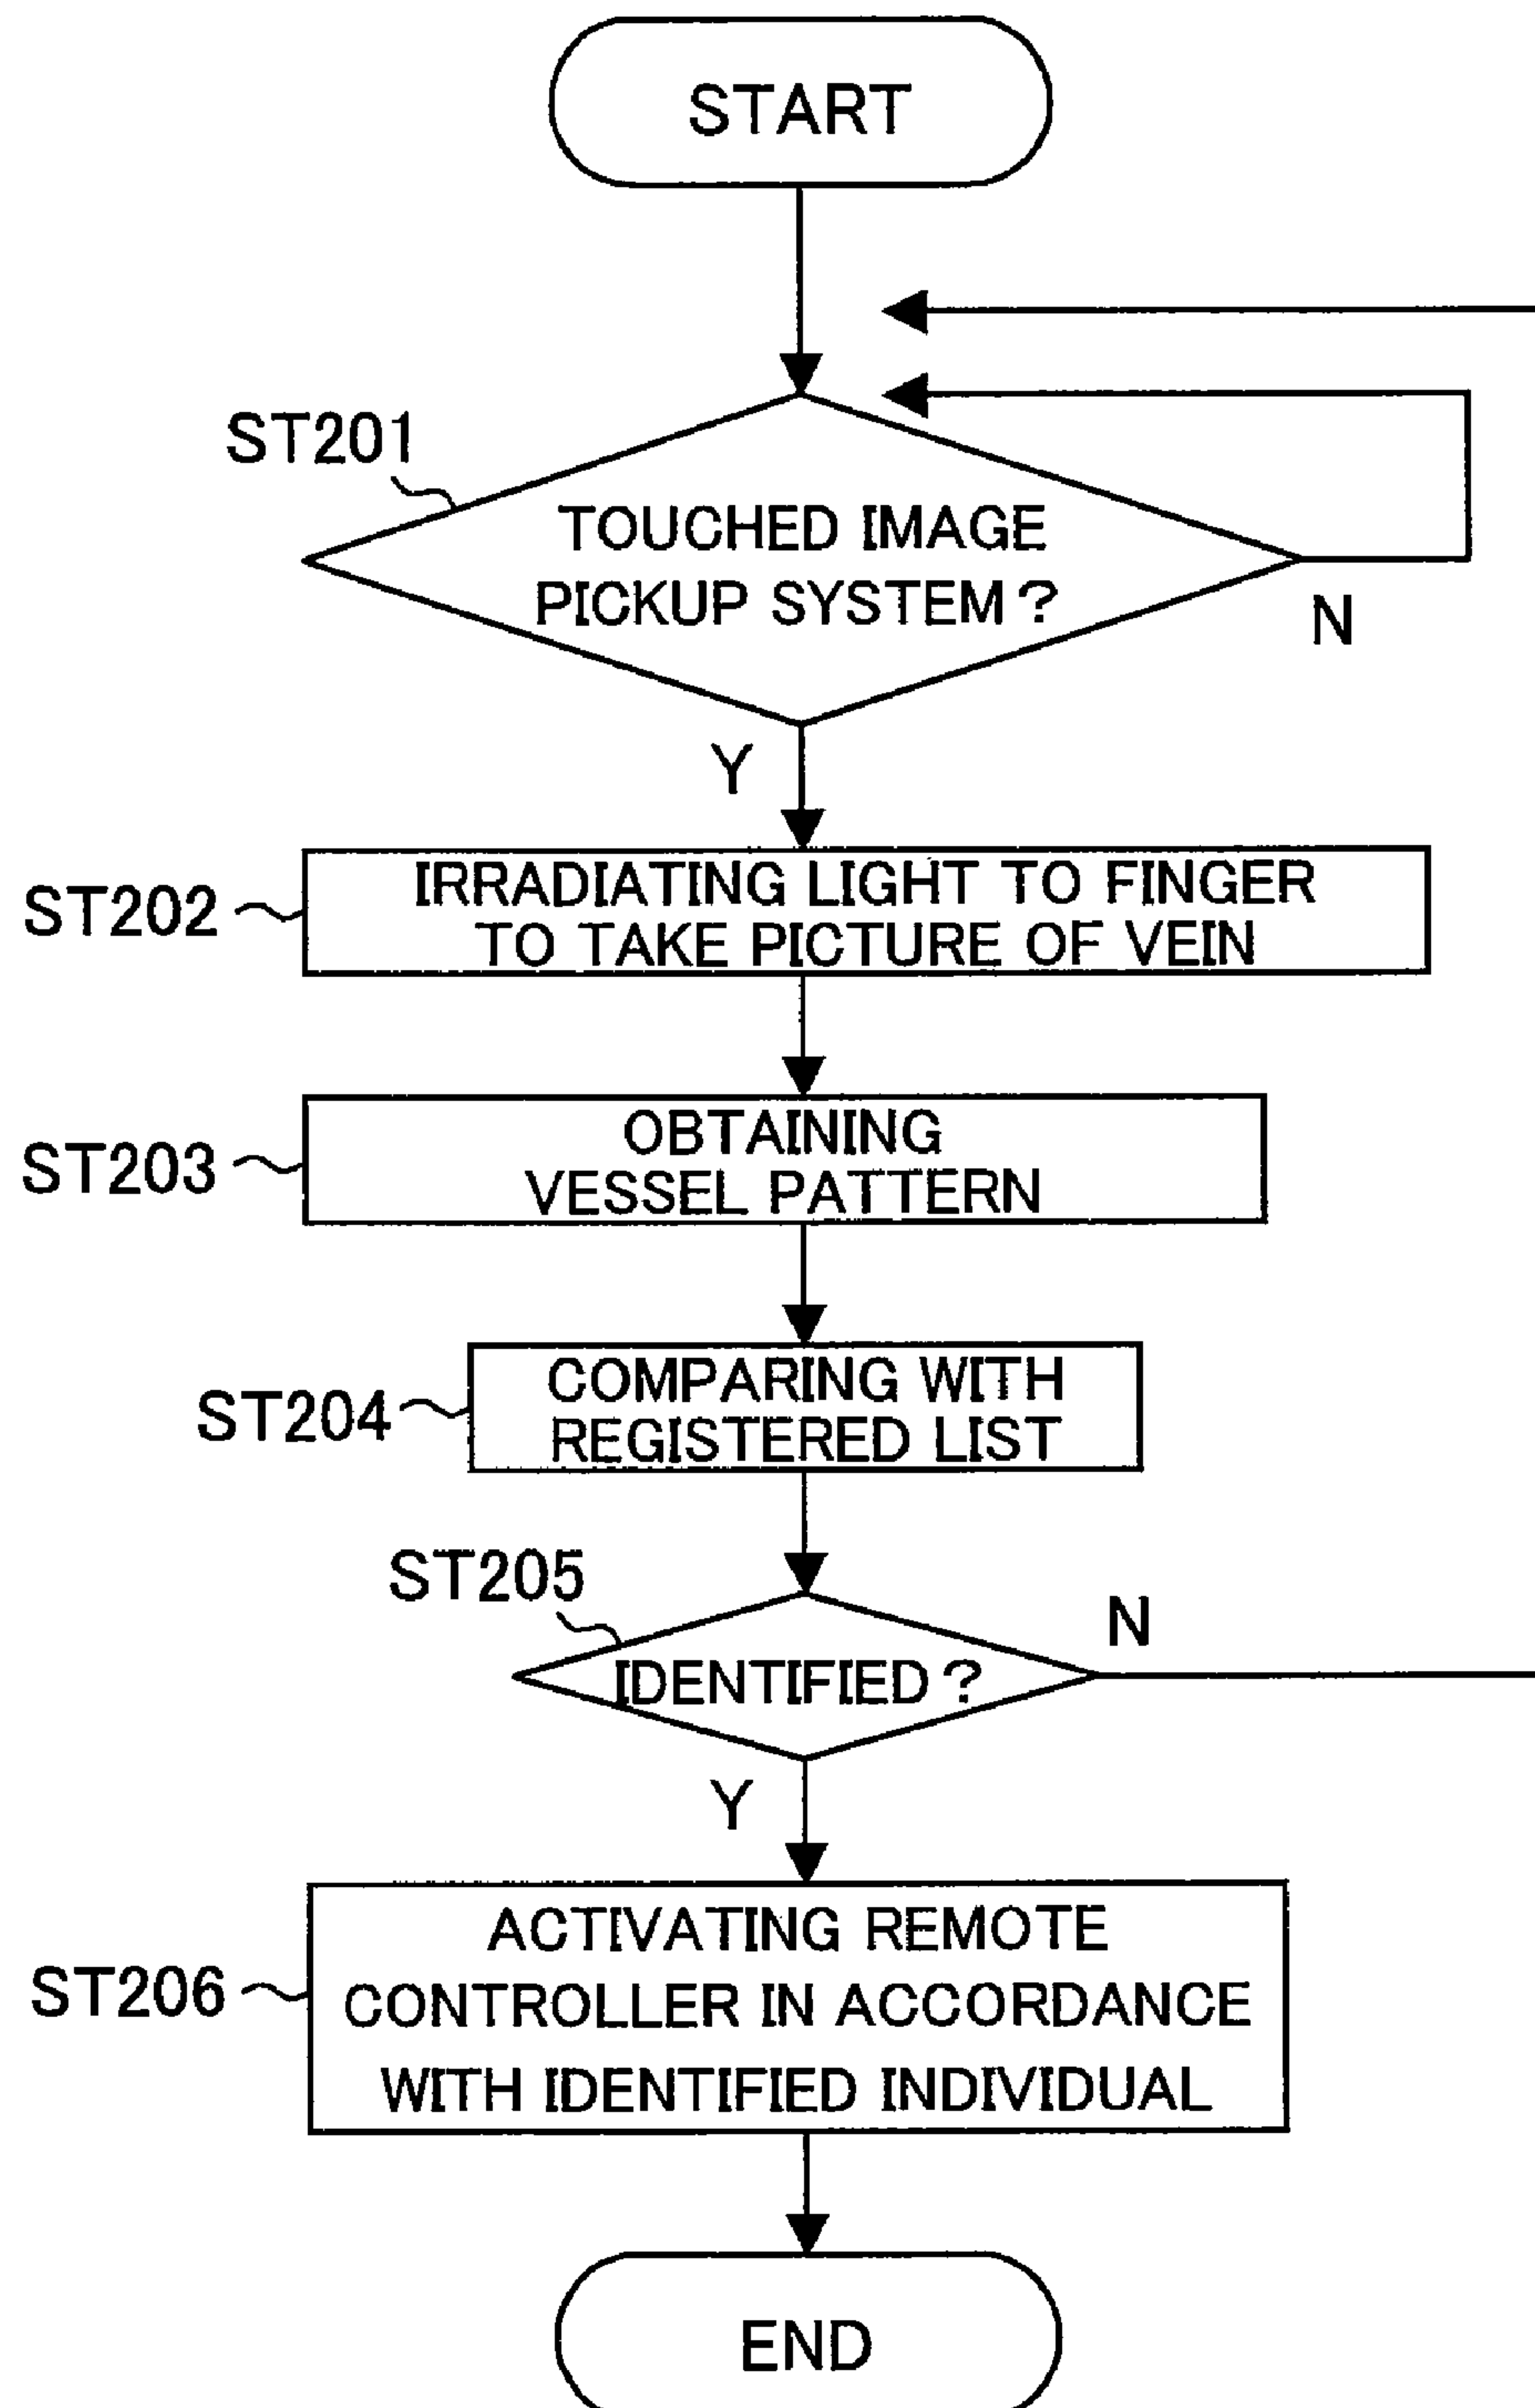 START
ST201
TOUCHED IMAGE
PICKUP SYSTEM ?
N
Y
ST202
IRRADIATING LIGHT TO FINGER
TO TAKE PICTURE OF VEIN
ST203
OBTAINING
VESSEL PATTERN
ST204
COMPARING WITH
REGISTERED LIST
ST205
N
IDENTIFIED ?
Y
ST206
ACTIVATING REMOTE
CONTROLLER IN ACCORDANCE
WITH IDENTIFIED INDIVIDUAL
END